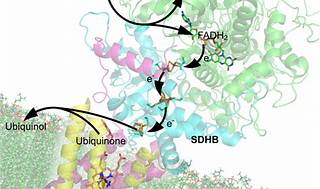 FADH₂
e⁻
e⁻
e⁻
Ubiquinol
Ubiquinone
SDHB